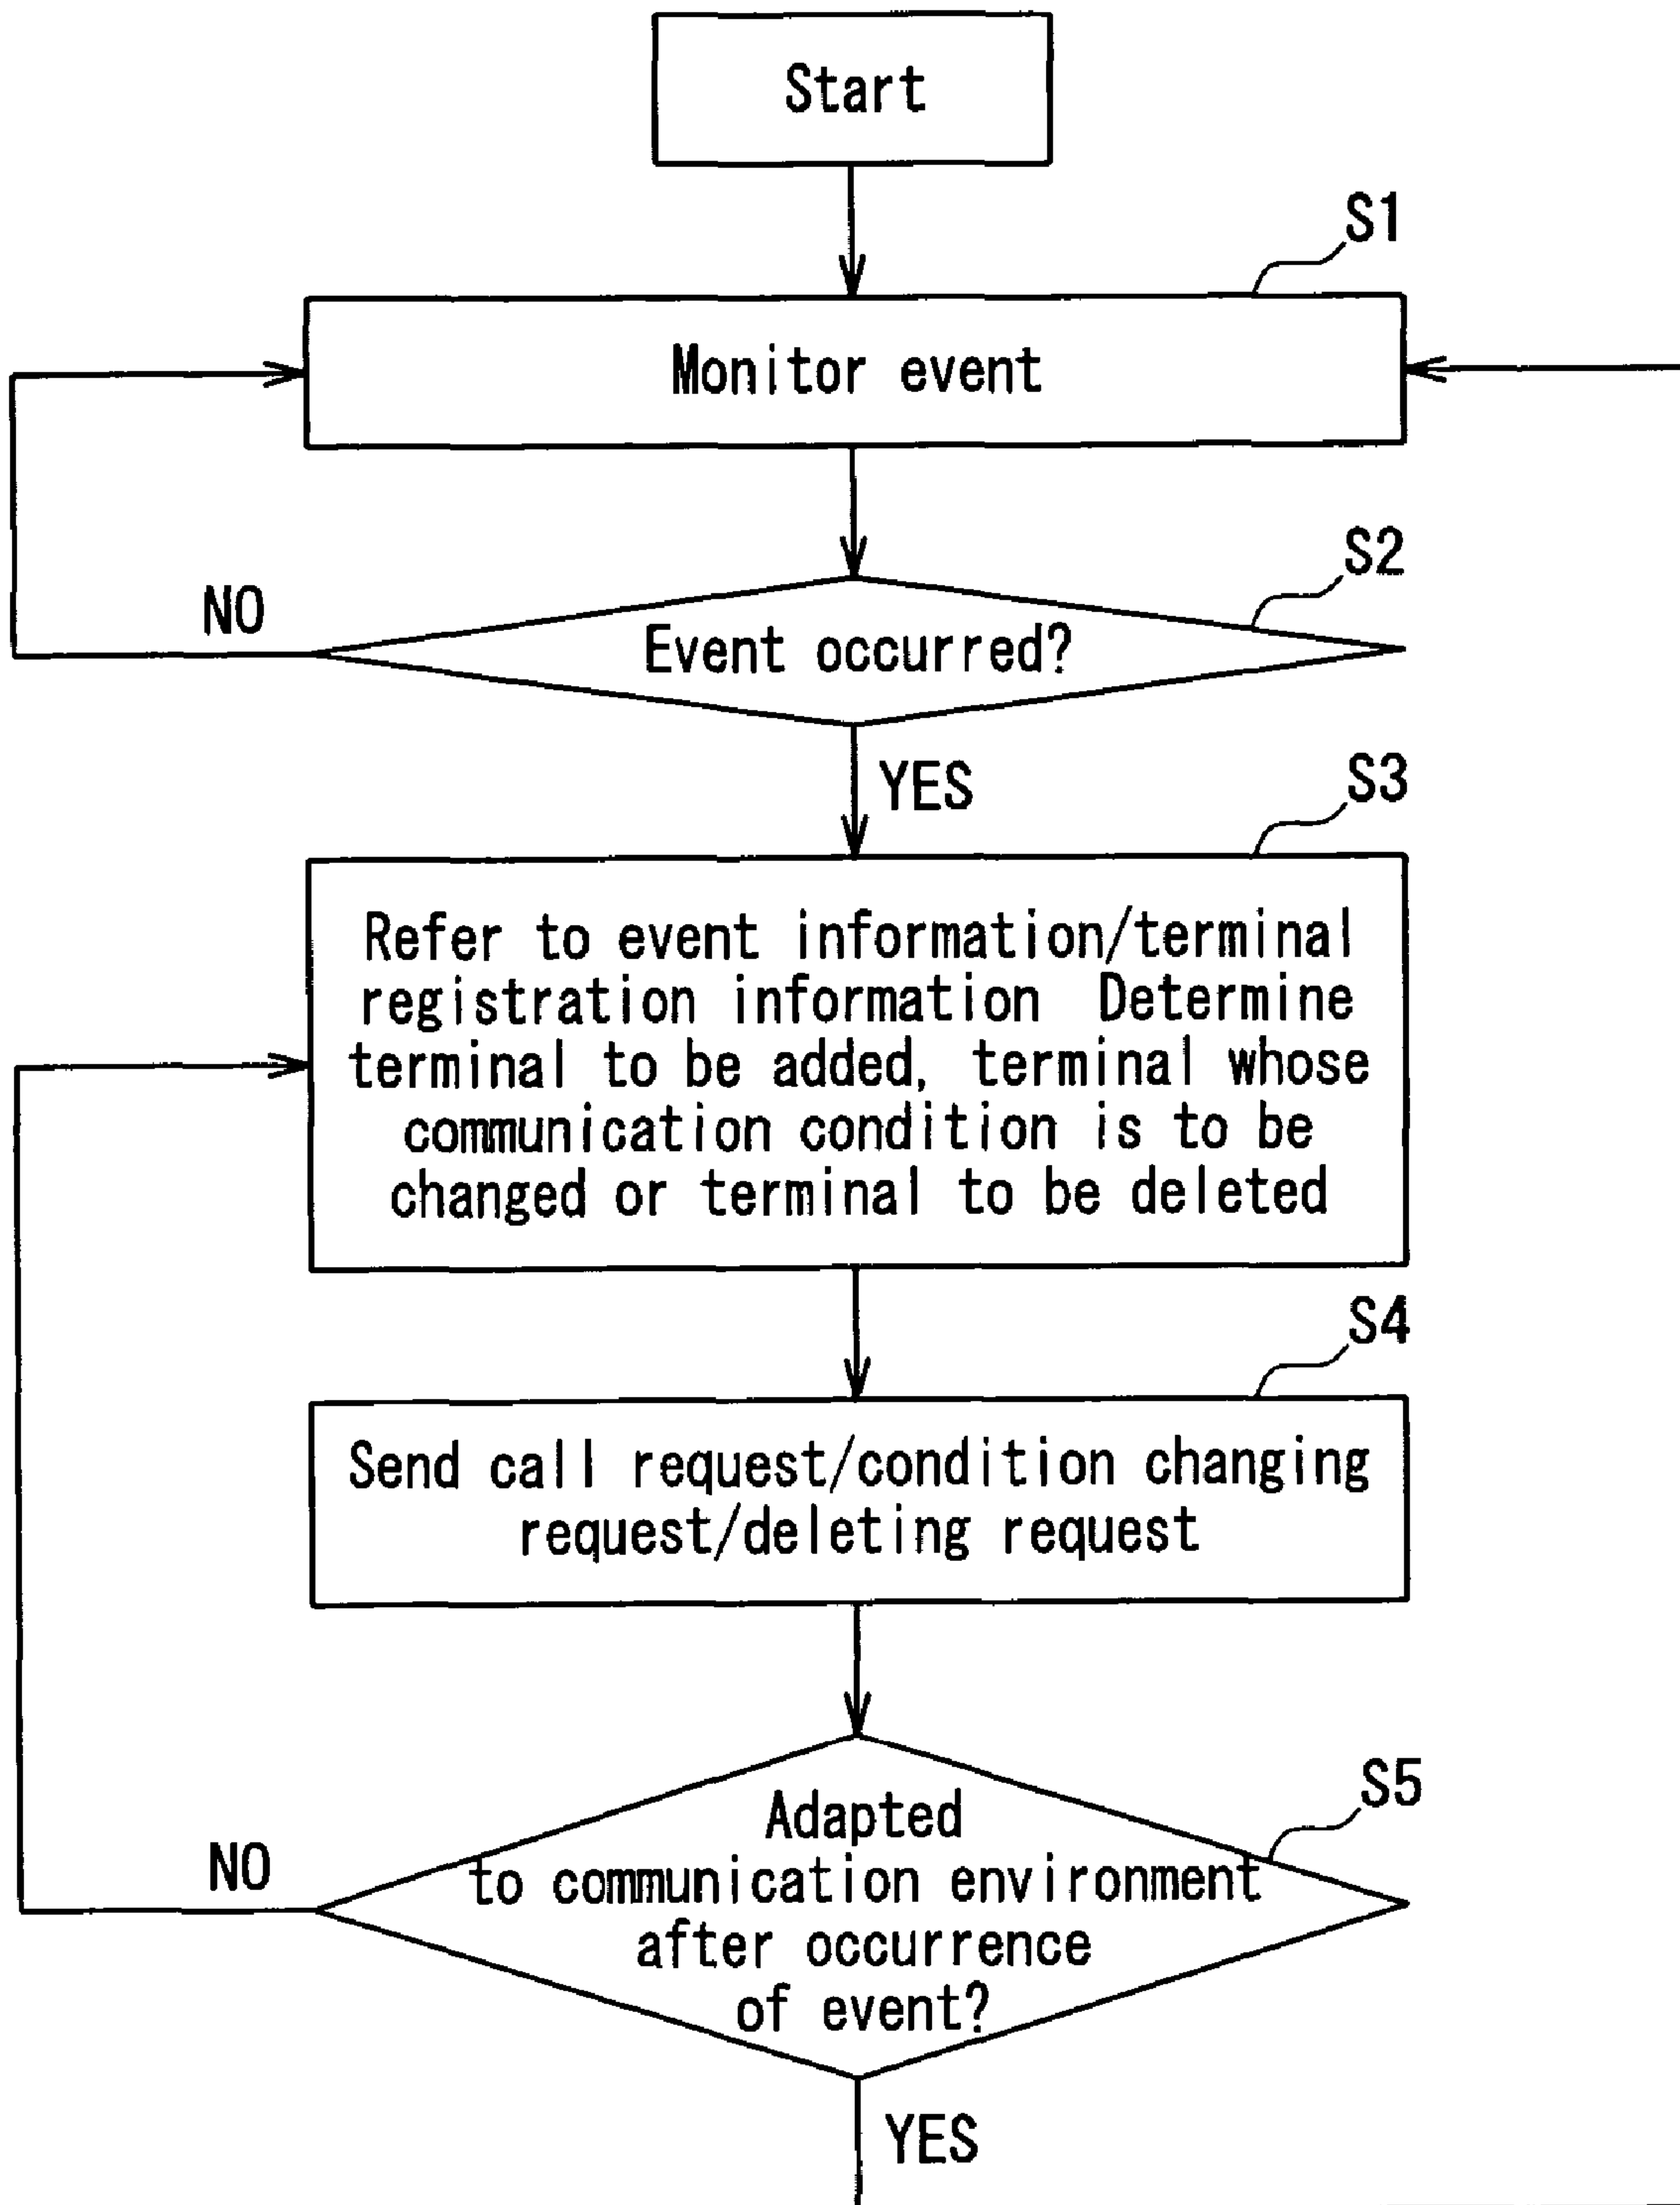 Start
S1
Monitor event
S2
NO
Event occurred?
YES
S3
Refer to event information/terminal
registration information Determine
terminal to be added, terminal whose
communication condition is to be
changed or terminal to be deleted
S4
Send call request/condition changing
request/deleting request
S5
Adapted
NO
to communication environment
after occurrence
of event?
YES